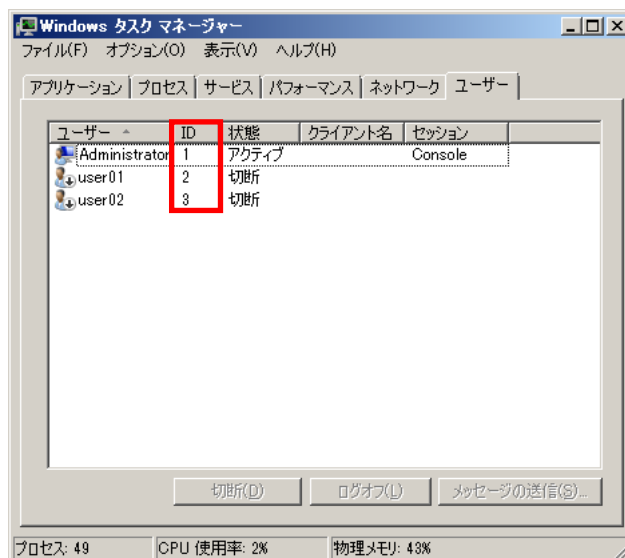 Windows タスク マネージャー
ファイル(F) オプション(O) 表示(V) ヘルプ(H)
アプリケーション プロセス サービス パフォーマンス ネットワーク ユーザー
ユーザー ID 状態 クライアント名 セッション
Administrator 1 アクティブ Console
user01 2 切断
user02 3 切断
切断(D) ログオフ(L) メッセージの送信(S)...
プロセス: 49 CPU 使用率: 2% 物理メモリ: 43%